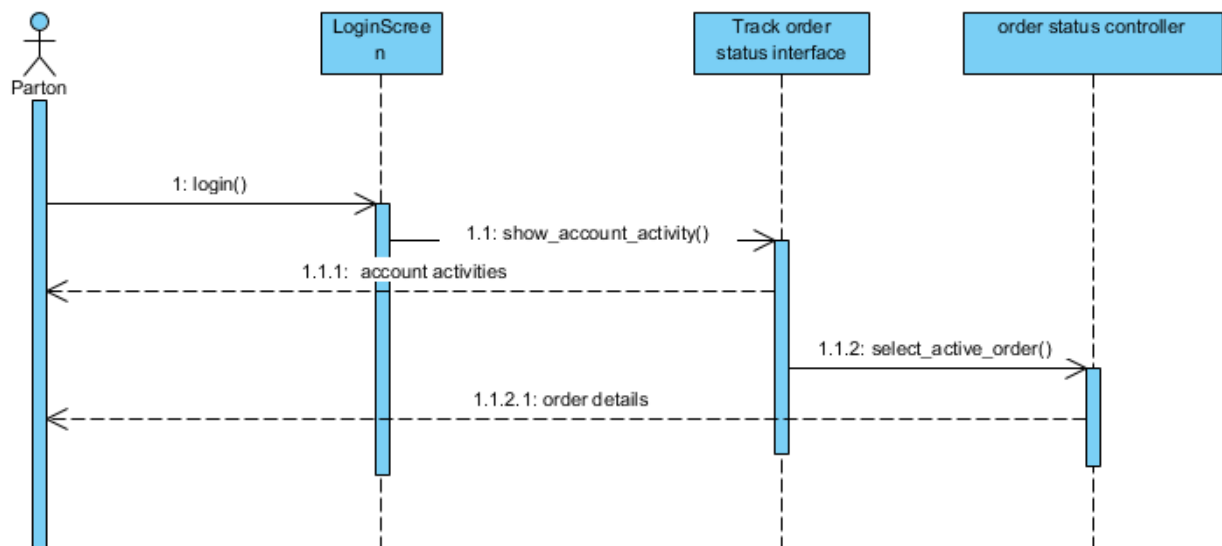 LoginScree
n
Track order
status interface
order status controller
Parton
1: login()
1.1: show_account_activity()
1.1.1: account activities
1.1.2: select_active_order()
1.1.2.1: order details